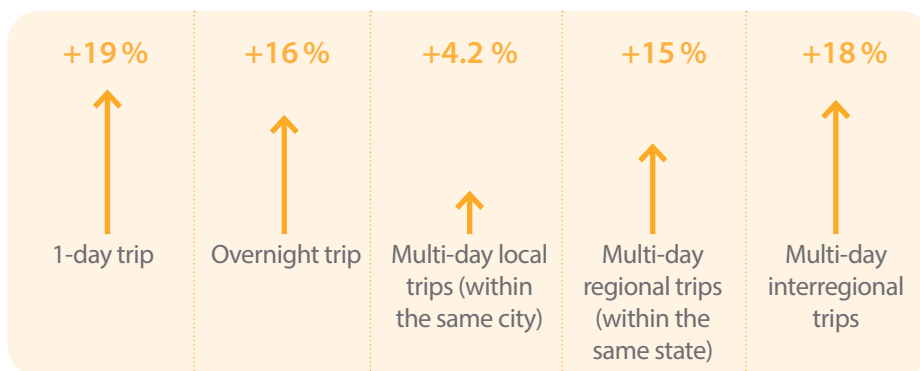 +19 %
+16 %
+4.2 %
+15 %
+18 %
1-day trip
Overnight trip
Multi-day local
trips (within
the same city)
Multi-day
regional trips
(within the
same state)
Multi-day
interregional
trips